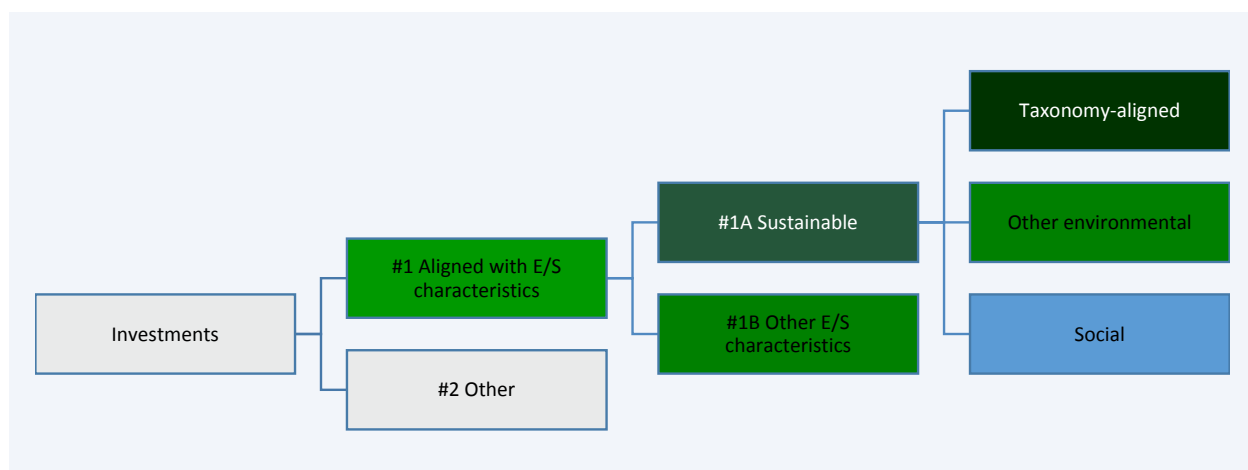 Taxonomy-aligned
#1A Sustainable
Other environmental
#1 Aligned with E/S
characteristics
Investments
#1B Other E/S
characteristics
Social
#2 Other